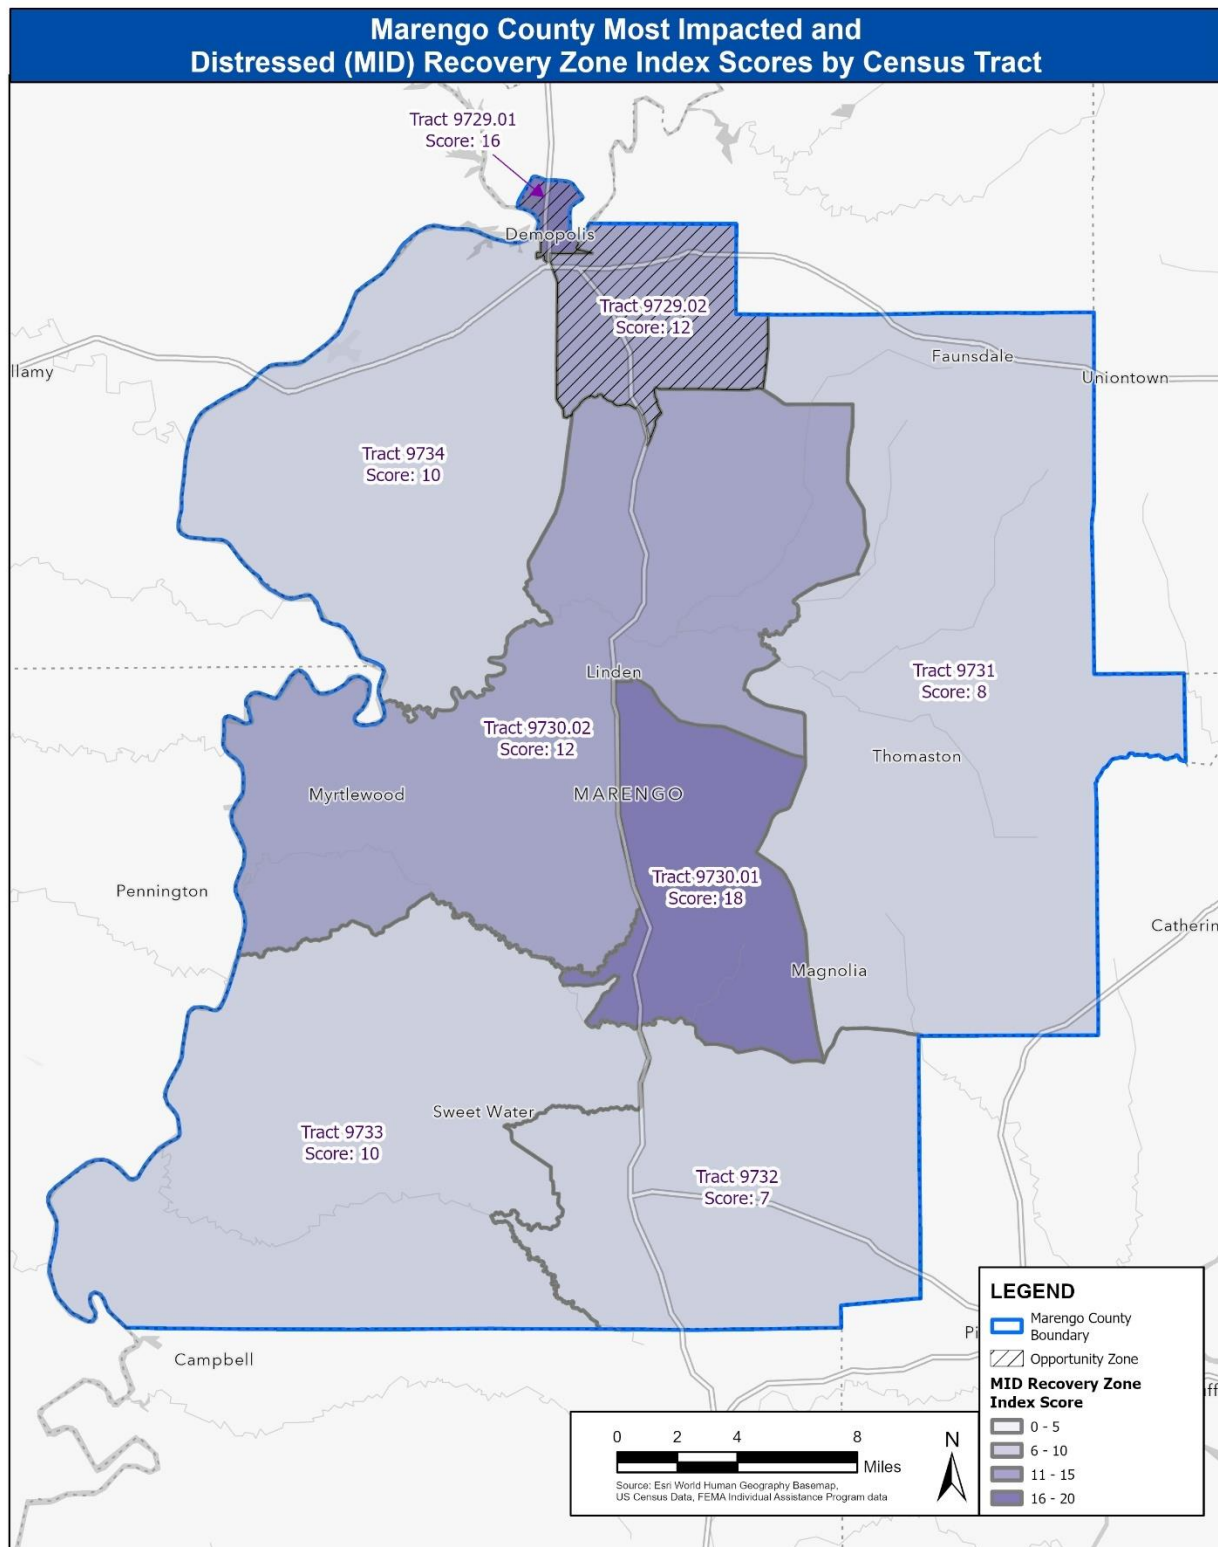 Marengo County Most Impacted and
Distressed (MID) Recovery Zone Index Scores by Census Tract
Tract 9729.01
Score: 16
Demopolis
Tract 9729.02
Score: 12
Faunsdale
Uniontown
llamy
Tract 9734
Score: 10
Linden
Tract 9731
Score: 8
Tract 9730.02
Score: 12
Thomaston
Myrtlewood
MARENGO
Pennington
Tract 9730.01
Score: 18
Catherin
Magnolia
Sweet Water
Tract 9733
Score: 10
Tract 9732
Score: 7
Campbell
Pi
uff
LEGEND
Marengo County
Boundary
Opportunity Zone
MID Recovery Zone
Index Score
0 - 5
6 - 10
11 - 15
16 - 20
0 2 4 8
Miles
N
Source: Esri World Human Geography Basemap,
US Census Data, FEMA Individual Assistance Program data